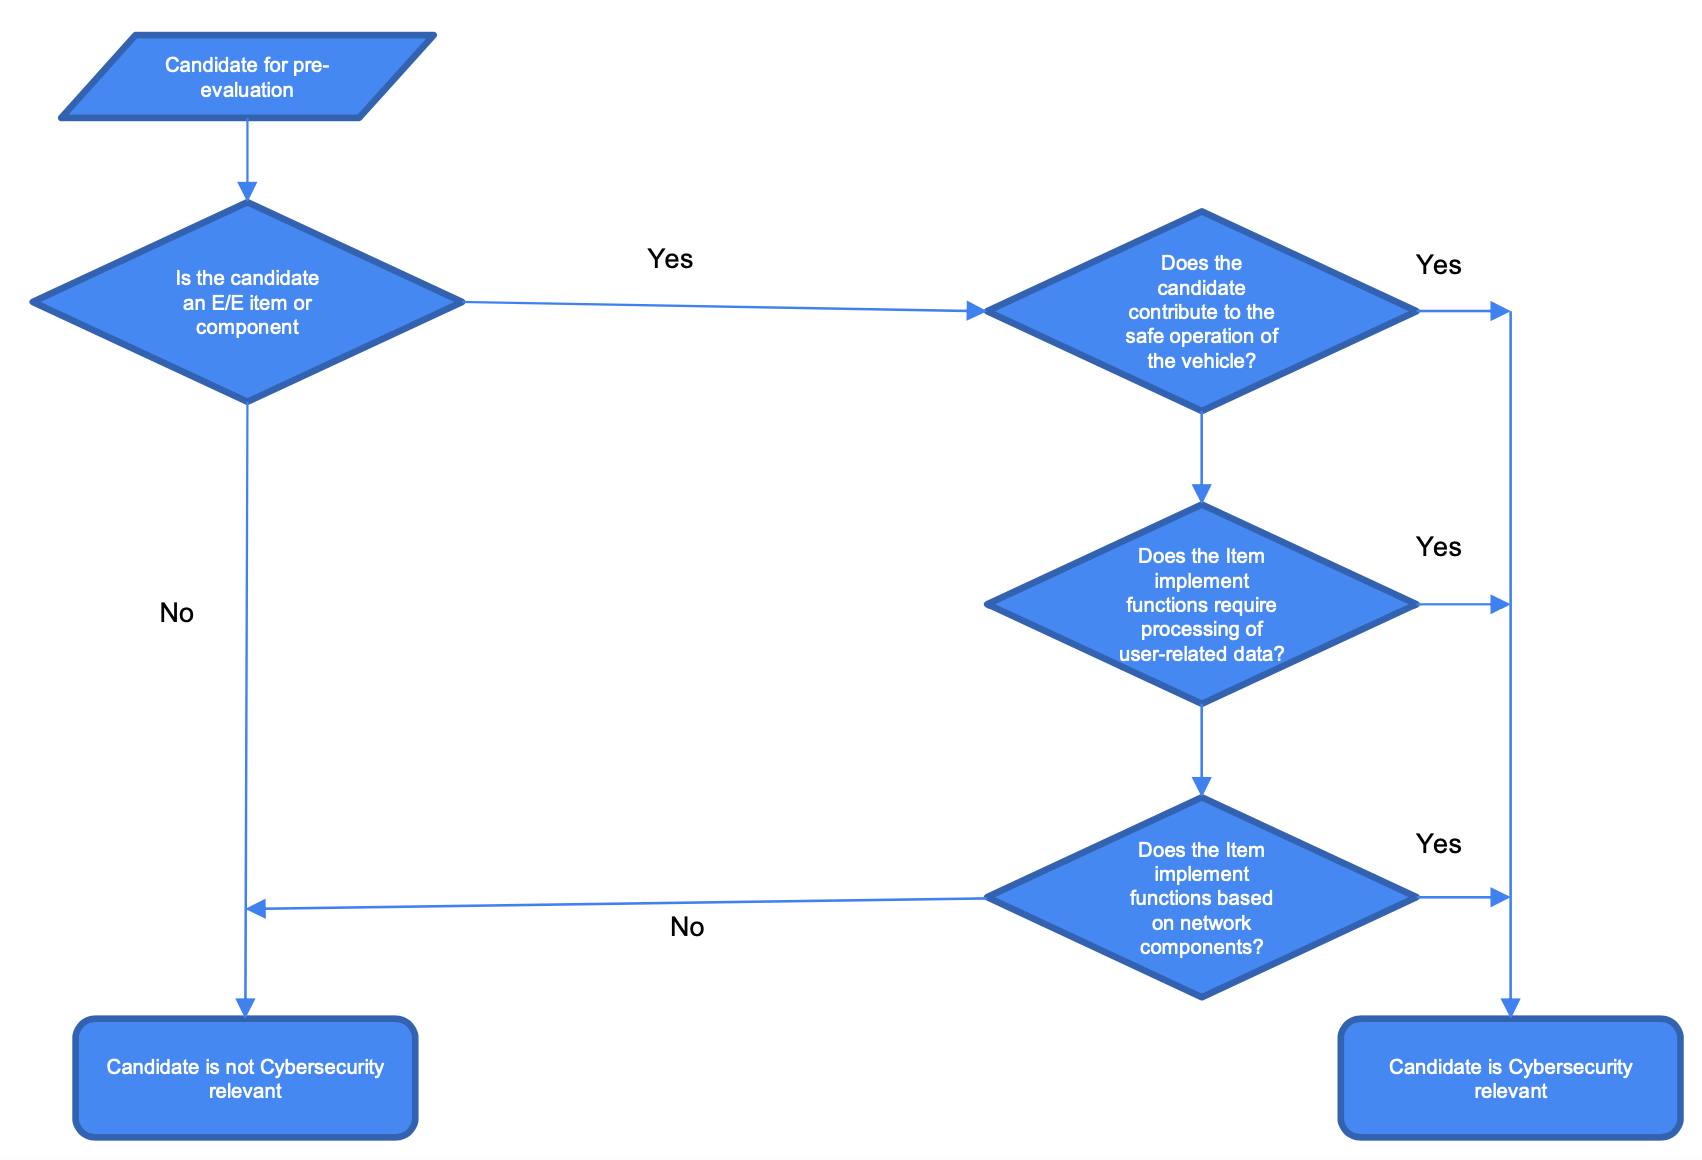 Candidate for pre-
evaluation
Is the candidate
an E/E item or
component
Yes
Does the
candidate
contribute to the
safe operation of
the vehicle?
Yes
Does the Item
implement
functions require
processing of
user-related data?
Yes
No
Does the Item
implement
functions based
on network
components?
Yes
No
Candidate is not Cybersecurity
relevant
Candidate is Cybersecurity
relevant